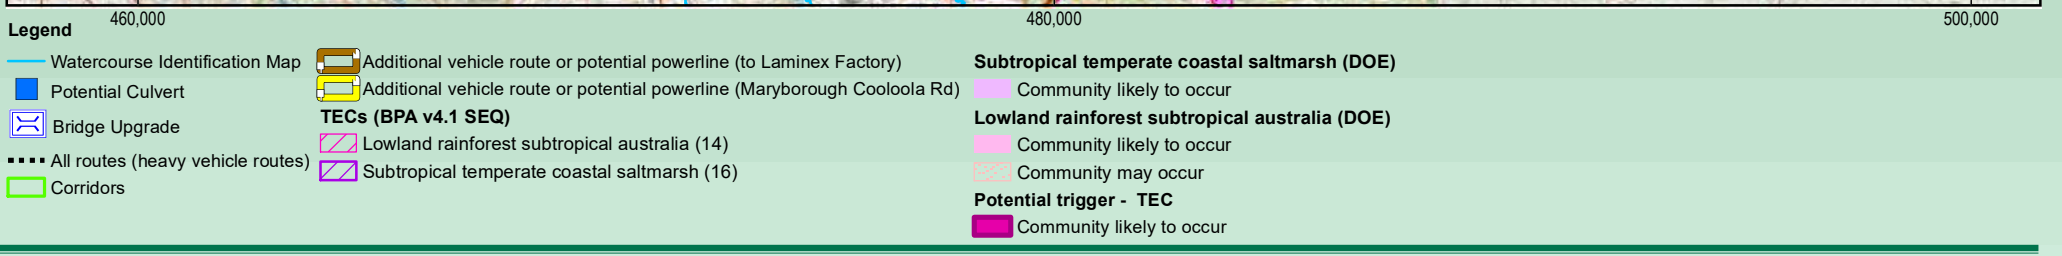 460,000
480,000
500,000
Legend
Watercourse Identification Map
Potential Culvert
Bridge Upgrade
All routes (heavy vehicle routes)
Corridors
Additional vehicle route or potential powerline (to Laminex Factory)
Additional vehicle route or potential powerline (Maryborough Cooloola Rd)
TECs (BPA v4.1 SEQ)
Lowland rainforest subtropical australia (14)
Subtropical temperate coastal saltmarsh (16)
Subtropical temperate coastal saltmarsh (DOE)
Community likely to occur
Lowland rainforest subtropical australia (DOE)
Community likely to occur
Community may occur
Potential trigger - TEC
Community likely to occur